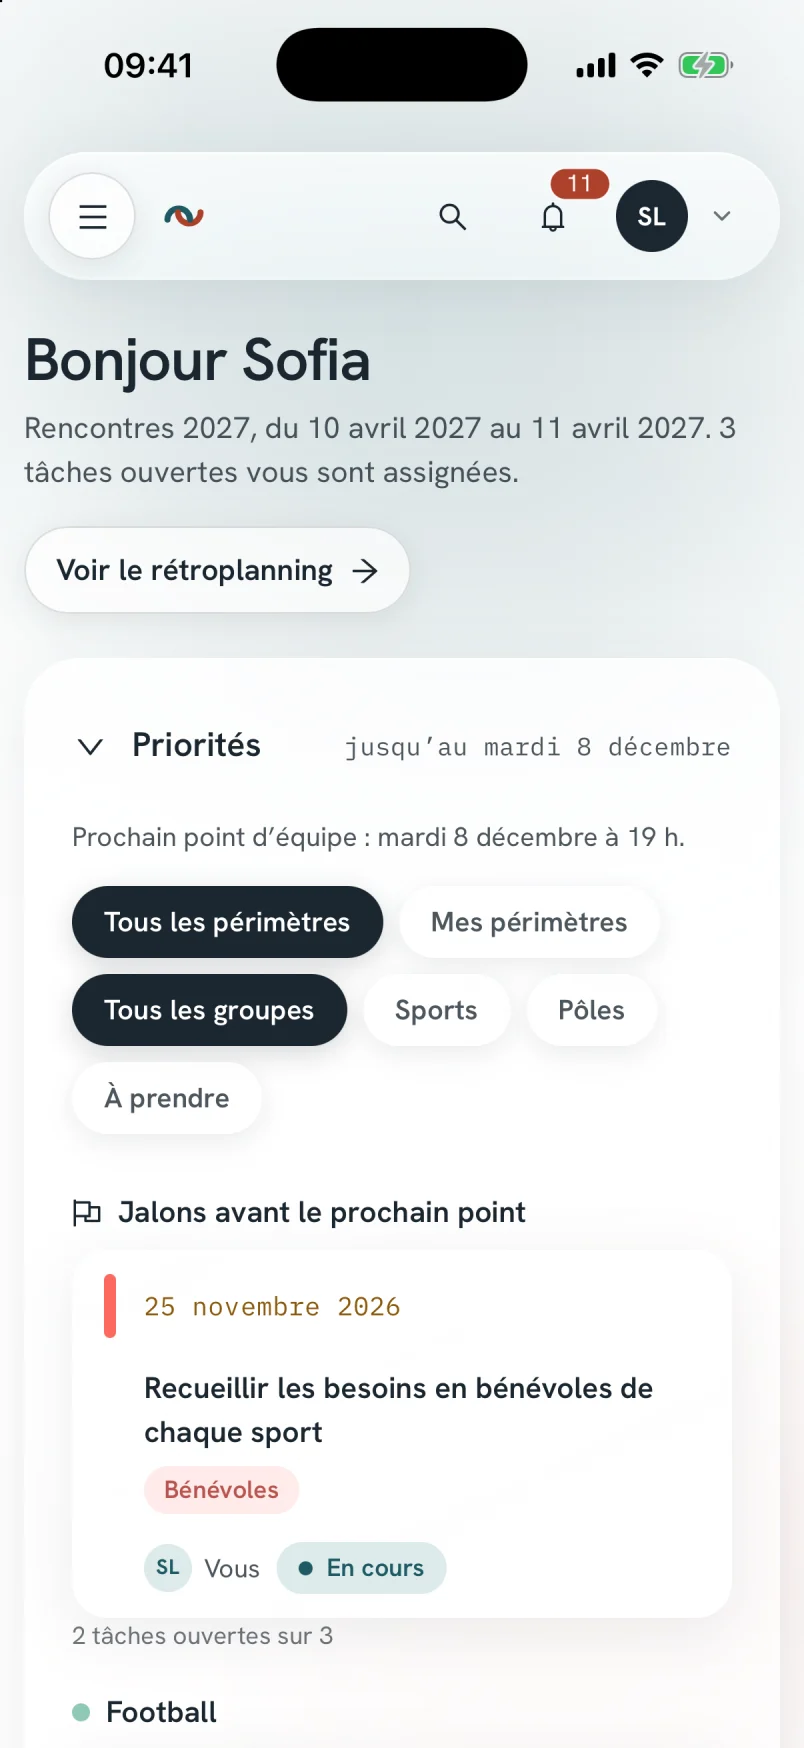 09:41
11
SL
Bonjour Sofia
Rencontres 2027, du 10 avril 2027 au 11 avril 2027. 3
tâches ouvertes vous sont assignées.
Voir le rétroplanning
Priorités
jusqu’au mardi 8 décembre
Prochain point d’équipe : mardi 8 décembre à 19 h.
Tous les périmètres
Mes périmètres
Tous les groupes
Sports
Pôles
À prendre
Jalons avant le prochain point
25 novembre 2026
Recueillir les besoins en bénévoles de
chaque sport
Bénévoles
SL
Vous
En cours
2 tâches ouvertes sur 3
Football